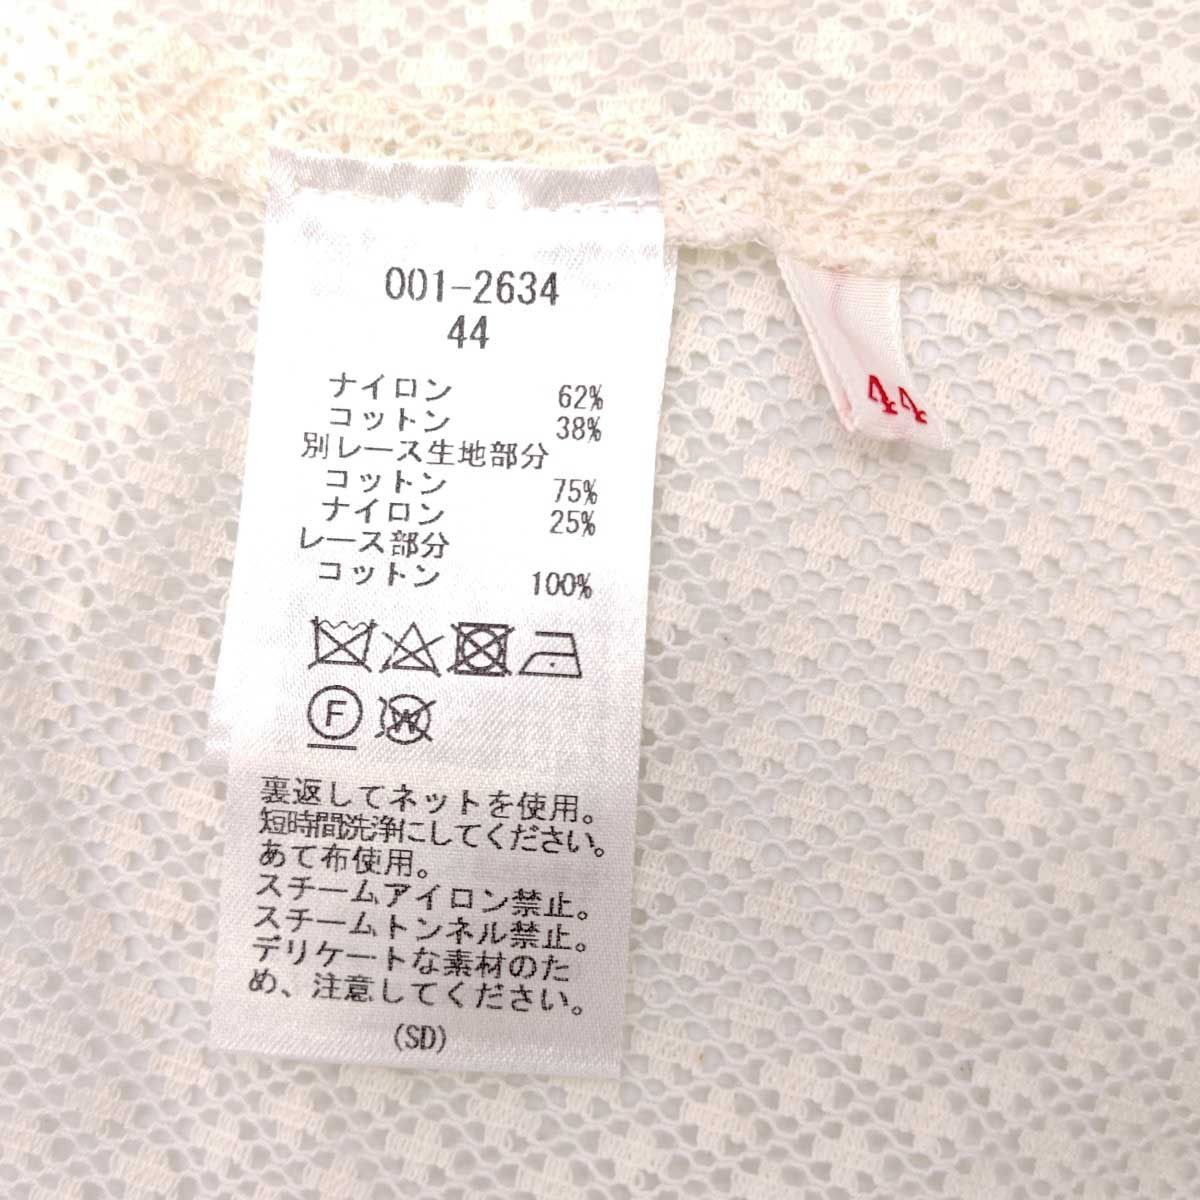 001-2634
44
ナイロン 62%
コットン 38%
別レース生地部分
コットン 75%
ナイロン 25%
レース部分
コットン 100%
F W
裏返してネットを使用。
短時間洗浄にしてください。
あて布使用。
スチームアイロン禁止。
スチームトンネル禁止。
デリケートな素材のた
め、注意してください。
(SD)
44